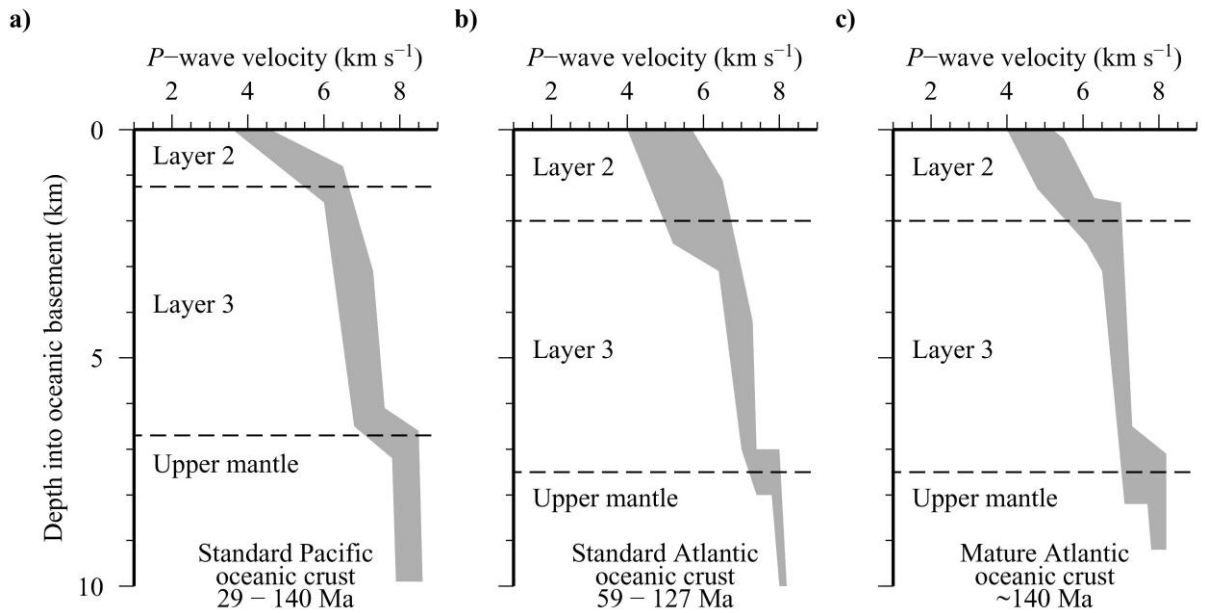 a)
P−wave velocity (km s⁻¹)
2 4 6 8
0
5
10
Depth into oceanic basement (km)
Layer 2
Layer 3
Upper mantle
Standard Pacific
oceanic crust
29 − 140 Ma
b)
P−wave velocity (km s⁻¹)
2 4 6 8
Layer 2
Layer 3
Upper mantle
Standard Atlantic
oceanic crust
59 − 127 Ma
c)
P−wave velocity (km s⁻¹)
2 4 6 8
Layer 2
Layer 3
Upper mantle
Mature Atlantic
oceanic crust
~140 Ma